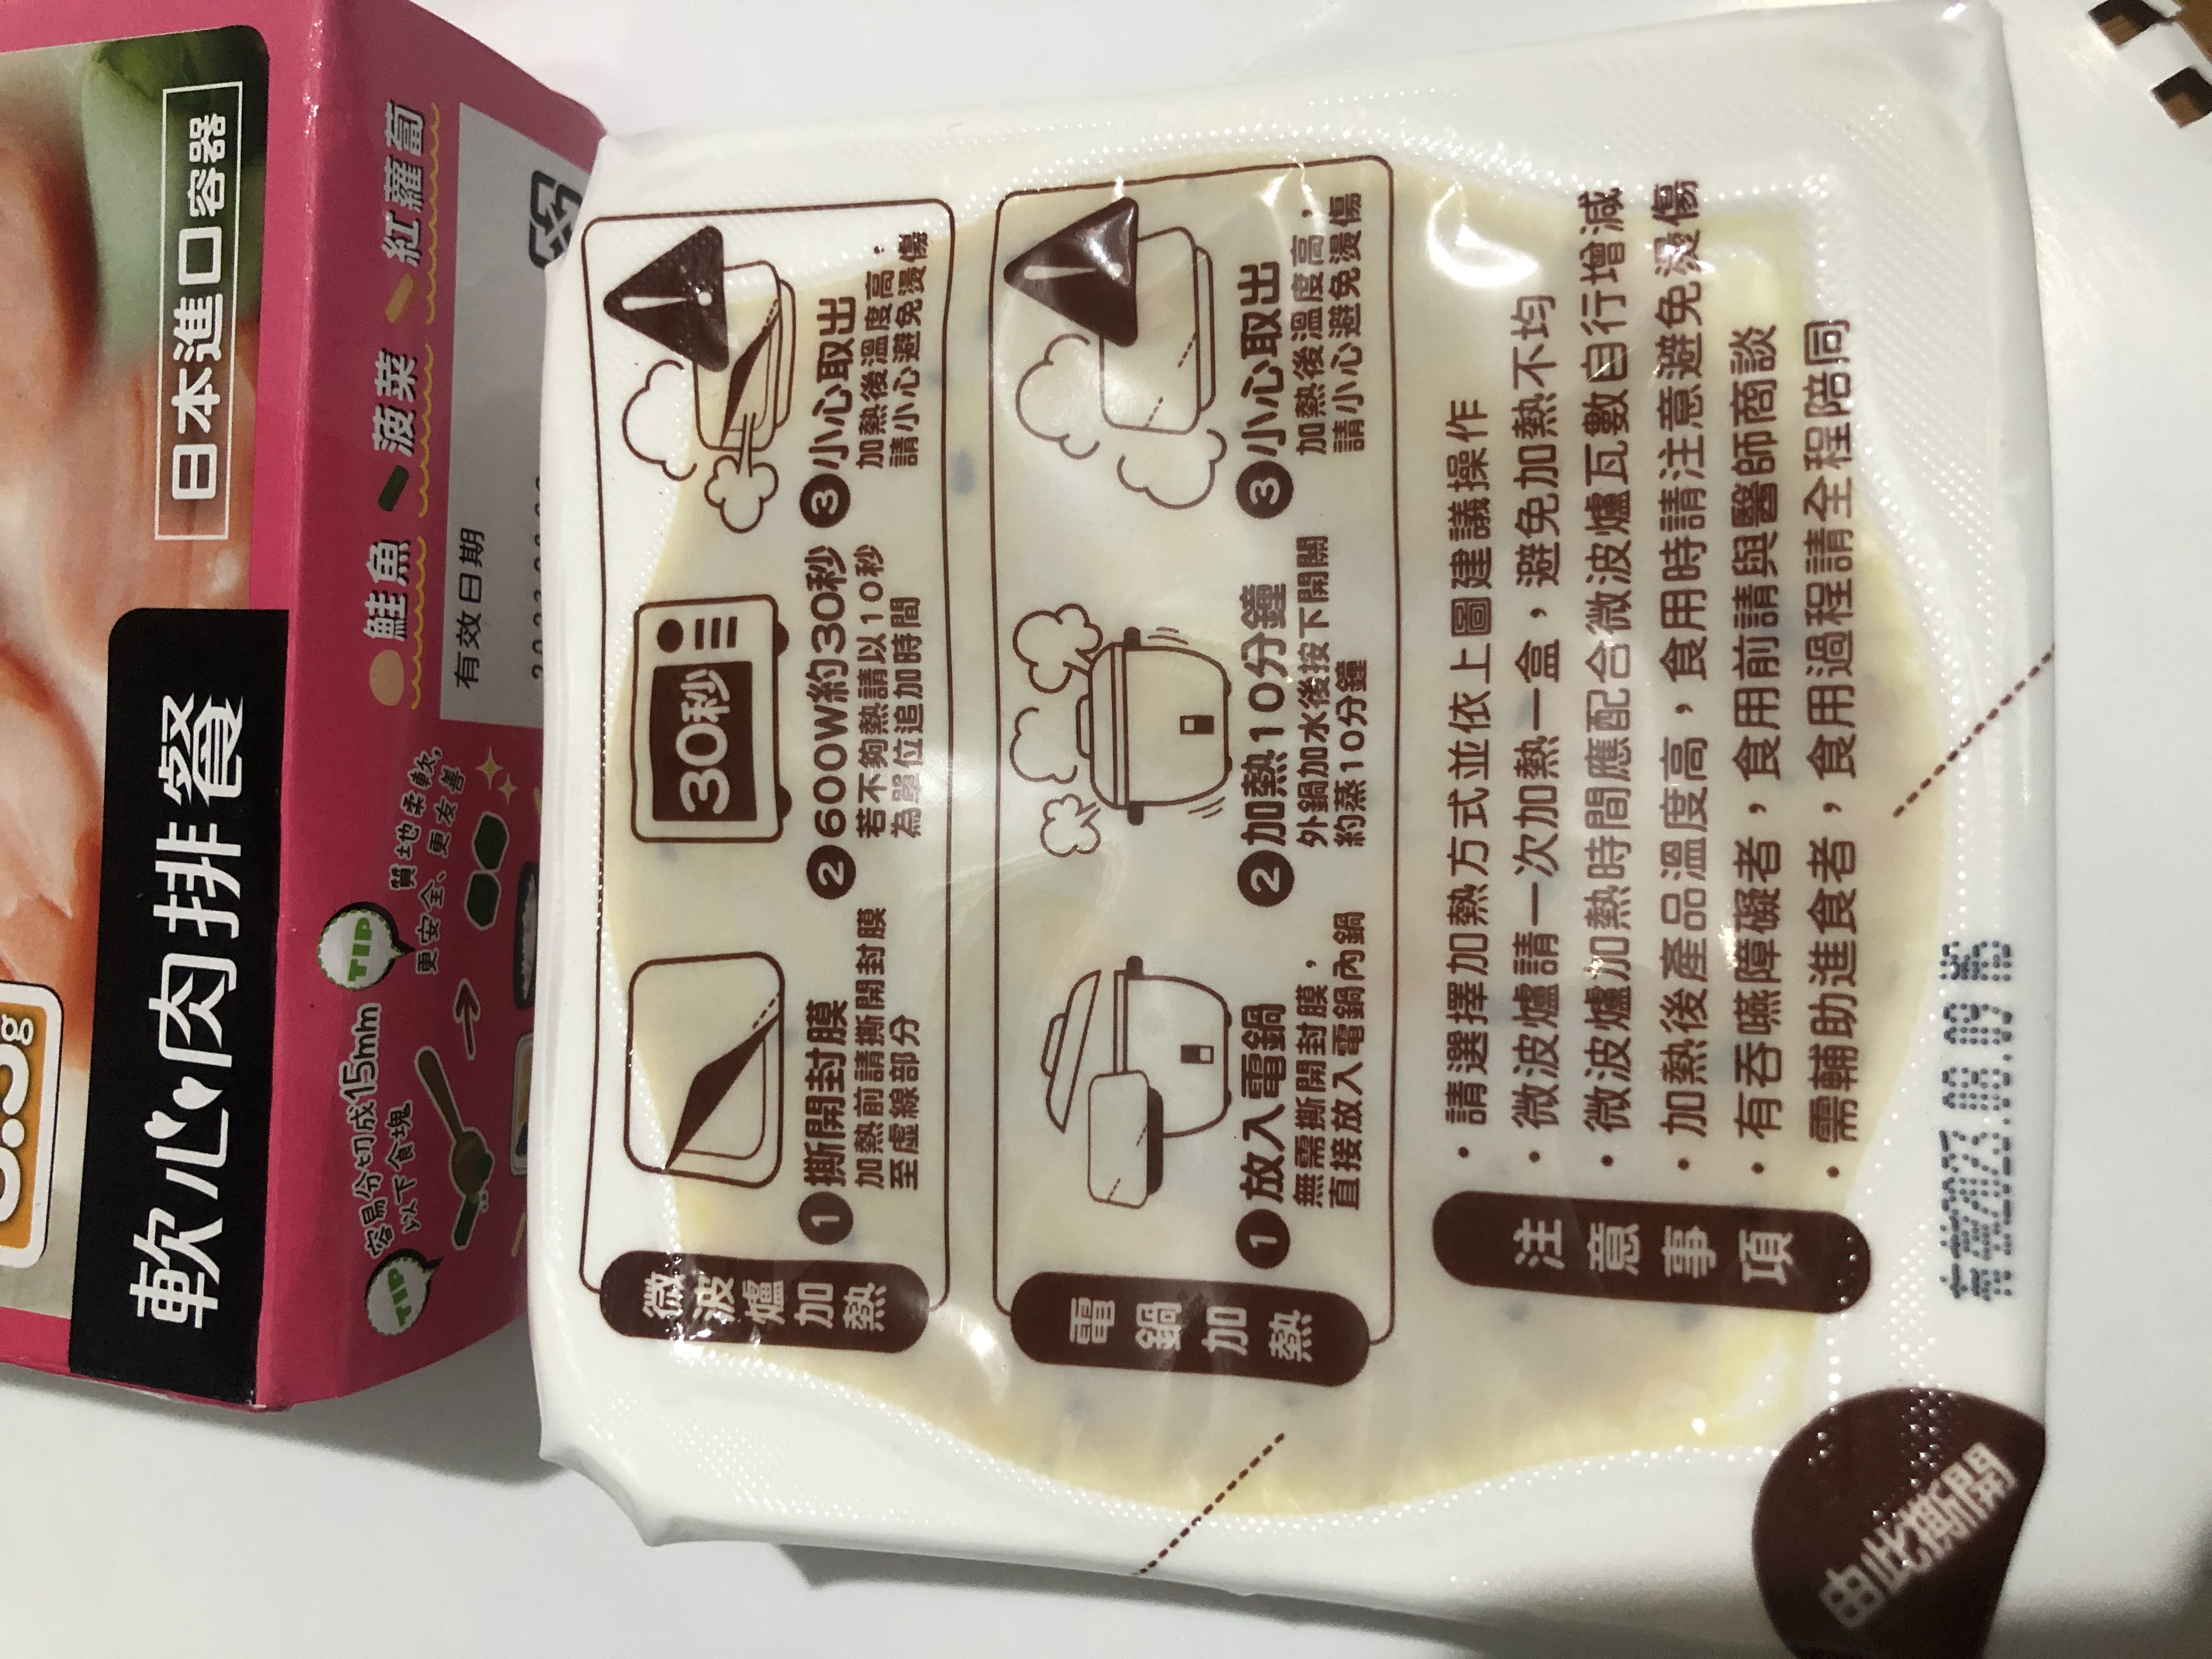 日本進口容器
軟心肉排餐
鮭魚 菠菜 紅蘿蔔
有效日期
TIP
容易分切成15mm
以下食塊
TIP
質地柔軟,
更安全、更友善
微波爐加熱
30秒
1 撕開封膜
加熱前請撕開封膜
至虛線部分
2 600W約30秒
若不夠熱請以10秒
為單位追加時間
3 小心取出
加熱後溫度高,
請小心避免燙傷
電鍋加熱
1 放入電鍋
無需撕開封膜,
直接放入電鍋內鍋
2 加熱10分鐘
外鍋加水後按下開關
約蒸10分鐘
3 小心取出
加熱後溫度高,
請小心避免燙傷
注意事項
・請選擇加熱方式並依上圖建議操作
・微波爐請一次加熱一盒,避免加熱不均
・微波爐加熱時間應配合微波爐瓦數自行增減
・加熱後產品溫度高,食用時請注意避免燙傷
・有吞嚥障礙者,食用前請與醫師商談
・需輔助進食者,食用過程請全程陪同
由此撕開